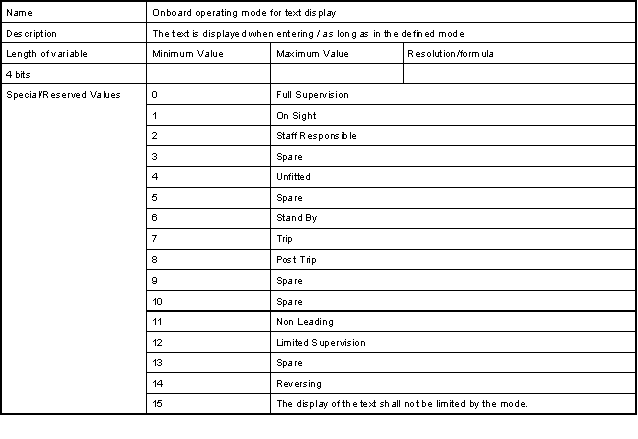 Name Onboard operating mode for text display
Description The text is displayed when entering / as long as in the defined mode
Length of variable Minimum Value Maximum Value Resolution/formula
4 bits
Special/Reserved Values 0 Full Supervision
1 On Sight
2 Staff Responsible
3 Spare
4 Unfitted
5 Spare
6 Stand By
7 Trip
8 Post Trip
9 Spare
10 Spare
11 Non Leading
12 Limited Supervision
13 Spare
14 Reversing
15 The display of the text shall not be limited by the mode.